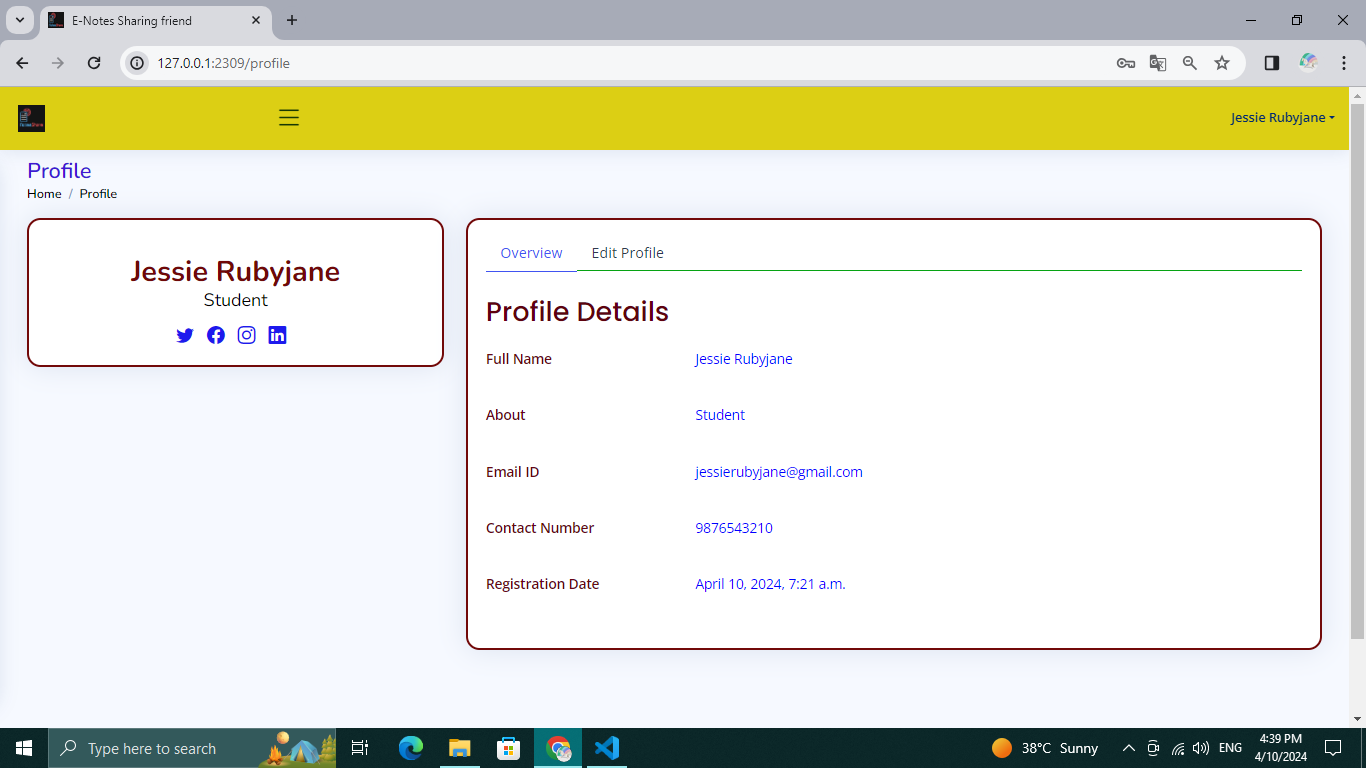 E-Notes Sharing friend
127.0.0.1:2309/profile
Jessie Rubyjane
Profile
Home / Profile
Jessie Rubyjane
Student
Overview Edit Profile
Profile Details
Full Name Jessie Rubyjane
About Student
Email ID jessierubyjane@gmail.com
Contact Number 9876543210
Registration Date April 10, 2024, 7:21 a.m.
Type here to search
38°C Sunny
ENG
4:39 PM
4/10/2024